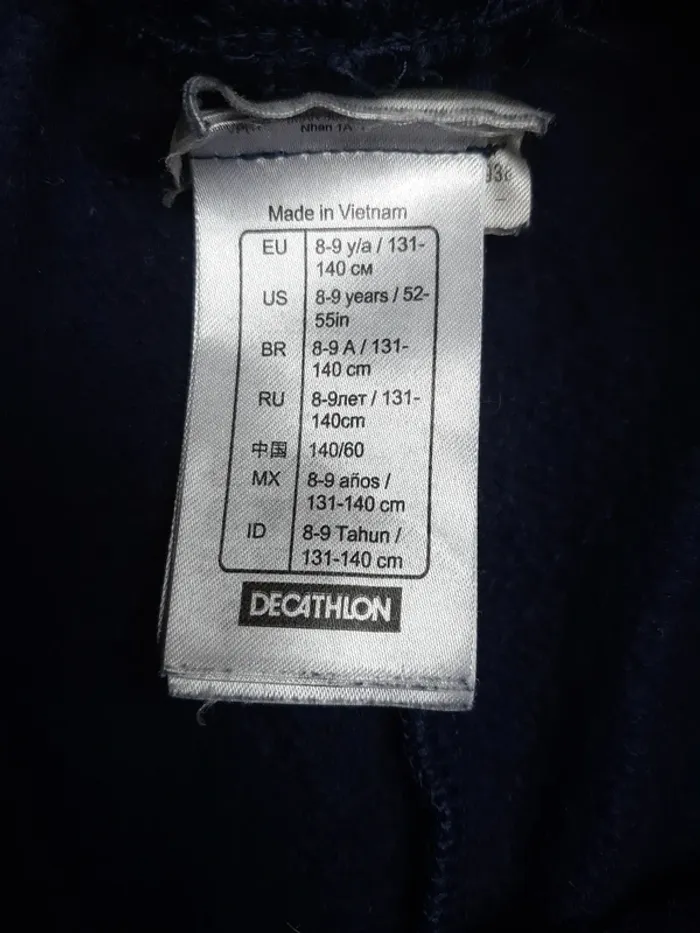 Nhan 1A
Made in Vietnam
EU 8-9 y/a / 131-
140 см
US 8-9 years / 52-
55in
BR 8-9 A / 131-
140 cm
RU 8-9лет / 131-
140cm
中国 140/60
MX 8-9 años /
131-140 cm
ID 8-9 Tahun /
131-140 cm
DECATHLON